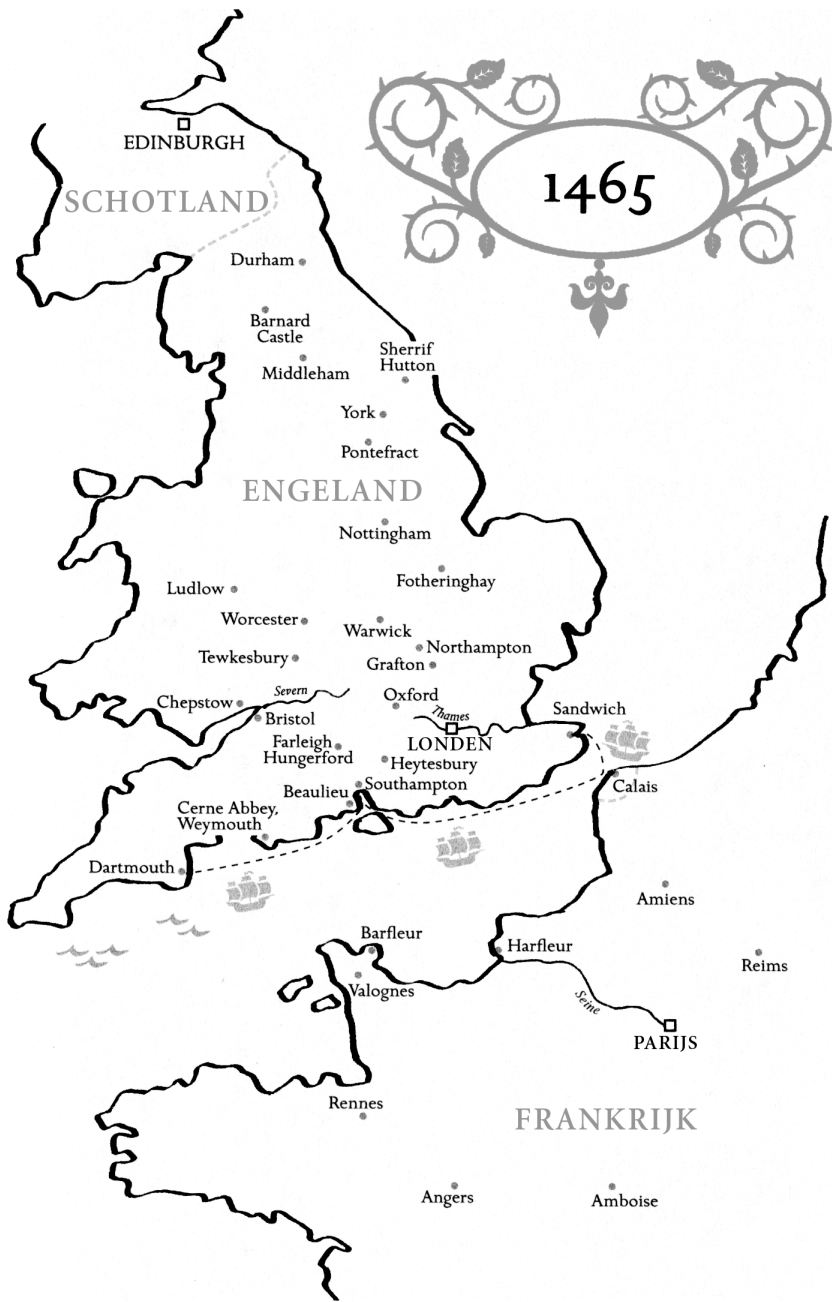 1465
EDINBURGH
SCHOTLAND
Durham
Barnard
Castle
Middleham
Sherrif
Hutton
York
Pontefract
ENGELAND
Nottingham
Fotheringhay
Ludlow
Worcester
Warwick
Northampton
Tewkesbury
Grafton
Severn
Chepstow
Oxford
Bristol
Thames
Sandwich
LONDEN
Farleigh
Hungerford
Heytesbury
Calais
Southampton
Beaulieu
Cerne Abbey,
Weymouth
Dartmouth
Amiens
Barfleur
Harfleur
Reims
Valognes
Seine
PARIJS
Rennes
FRANKRIJK
Angers
Amboise